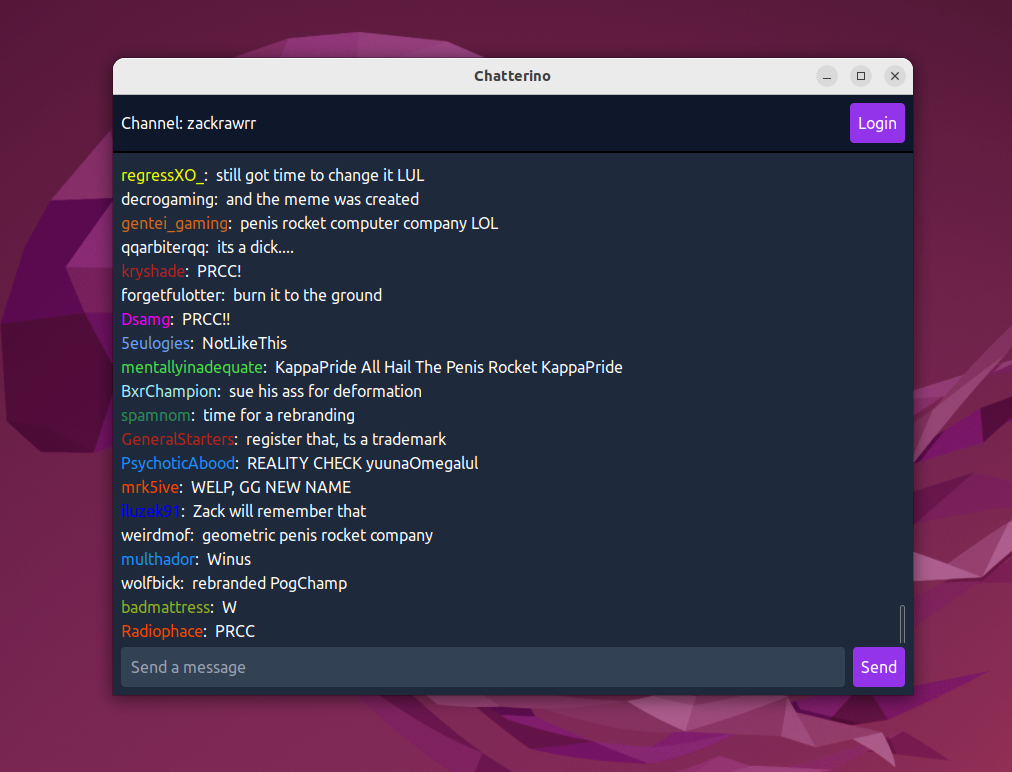 Chatterino
Channel: zackrawrr
Login
regressXO_: still got time to change it LUL
decrogaming: and the meme was created
gentei_gaming: penis rocket computer company LOL
qqarbiterqq: its a dick....
kryshade: PRCC!
forgetfulotter: burn it to the ground
Dsamg: PRCC!!
5eulogies: NotLikeThis
mentallyinadequate: KappaPride All Hail The Penis Rocket KappaPride
BxrChampion: sue his ass for deformation
spamnom: time for a rebranding
GeneralStarters: register that, ts a trademark
PsychoticAbood: REALITY CHECK yuunaOmegalul
mrk5ive: WELP, GG NEW NAME
Zack will remember that
weirdmof: geometric penis rocket company
multhador: Winus
wolfbick: rebranded PogChamp
badmattress: W
Radiophace: PRCC
Send a message
Send